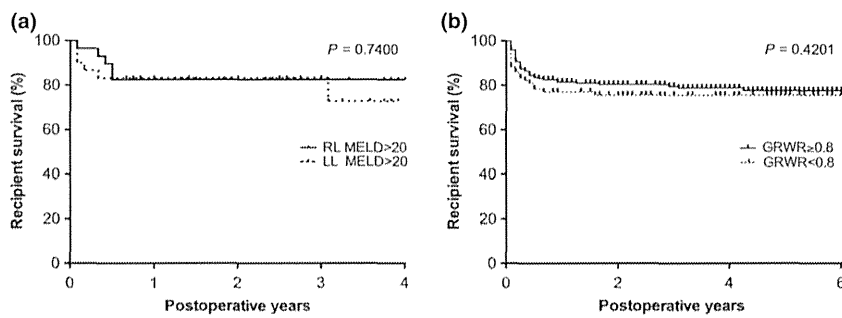 (a)
100
80
60
40
20
0
Recipient survival (%)
P = 0.7400
RL MELD>20
LL MELD>20
0 1 2 3 4
Postoperative years
(b)
100
80
60
40
20
0
Recipient survival (%)
P = 0.4201
GRWR≥0.8
GRWR<0.8
0 2 4 6
Postoperative years